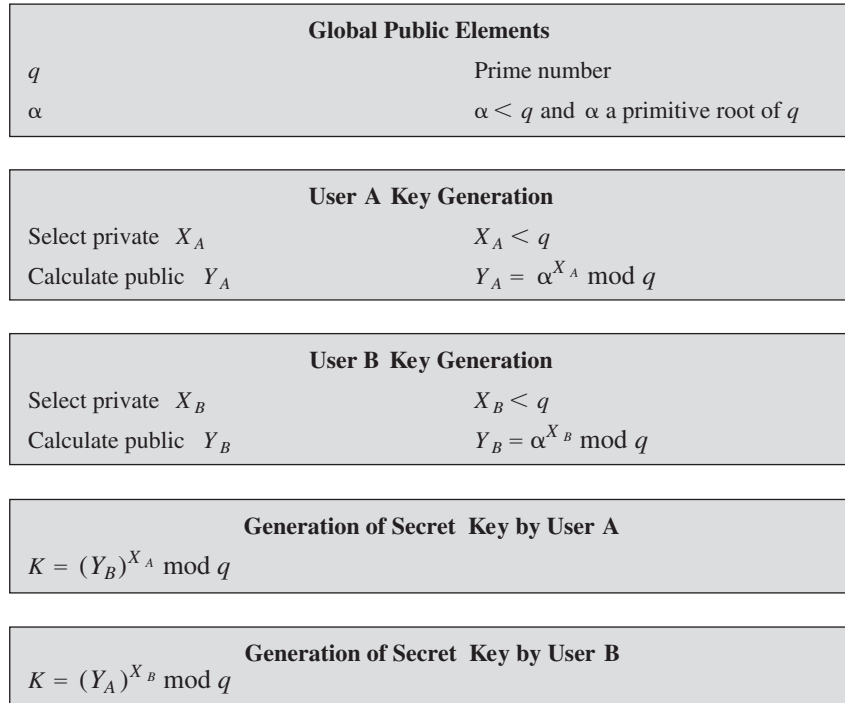 Global Public Elements
q Prime number
α α < q and α a primitive root of q
User A Key Generation
Select private X_A X_A < q
Calculate public Y_A Y_A = α^{X_A} mod q
User B Key Generation
Select private X_B X_B < q
Calculate public Y_B Y_B = α^{X_B} mod q
Generation of Secret Key by User A
K = (Y_B)^{X_A} mod q
Generation of Secret Key by User B
K = (Y_A)^{X_B} mod q